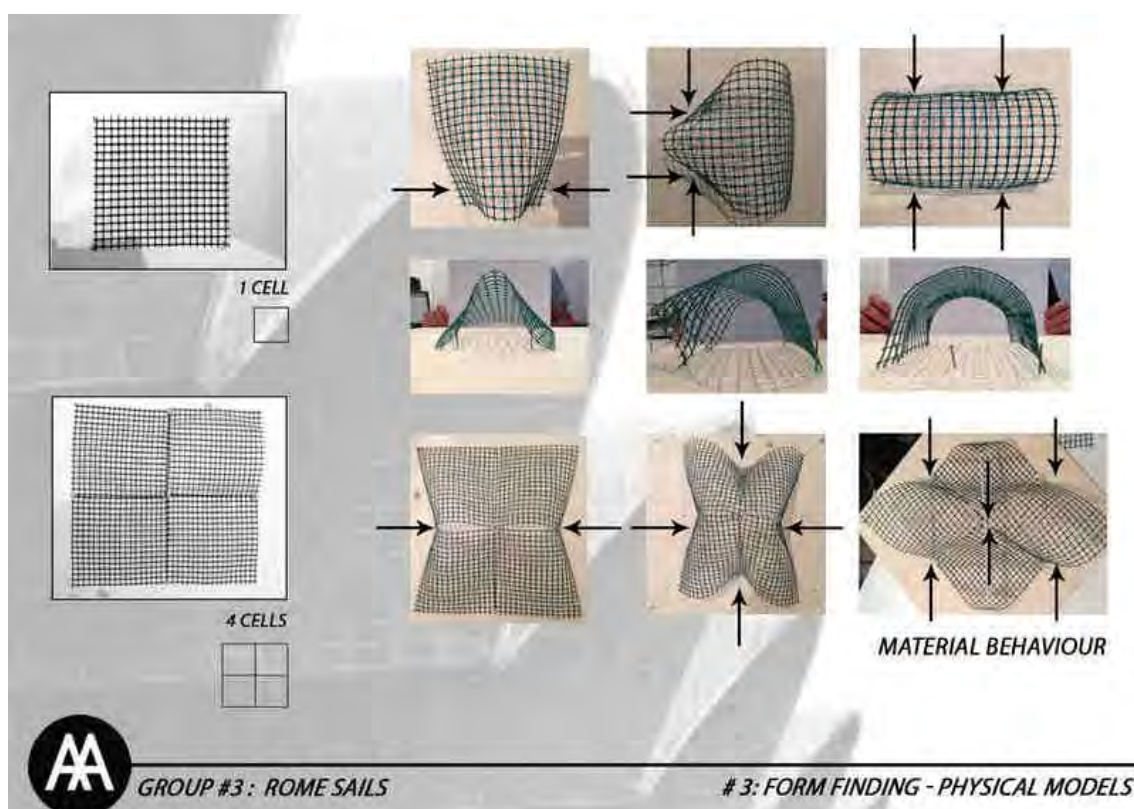 1 CELL
4 CELLS
MATERIAL BEHAVIOUR
AA
GROUP #3 : ROME SAILS
# 3: FORM FINDING - PHYSICAL MODELS